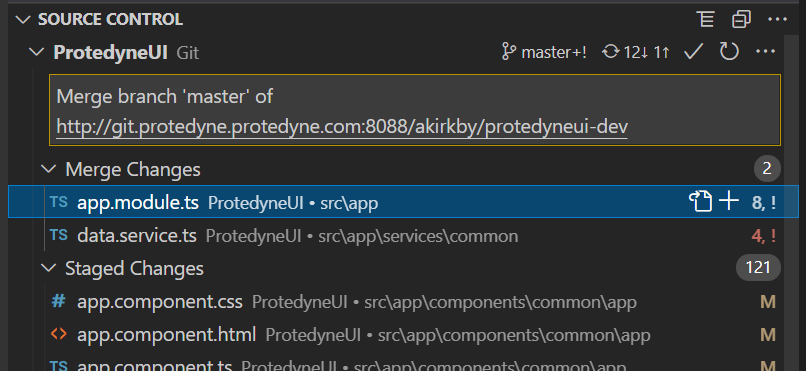 SOURCE CONTROL
ProtedyneUI Git master+! 12↓ 1↑
Merge branch 'master' of
http://git.protedyne.protedyne.com:8088/akirkby/protedyneui-dev
Merge Changes 2
TS app.module.ts ProtedyneUI • src\app 8, !
TS data.service.ts ProtedyneUI • src\app\services\common 4, !
Staged Changes 121
# app.component.css ProtedyneUI • src\app\components\common\app M
<> app.component.html ProtedyneUI • src\app\components\common\app M
TS app.component.ts ProtedyneUI • src\app\components\common\app M